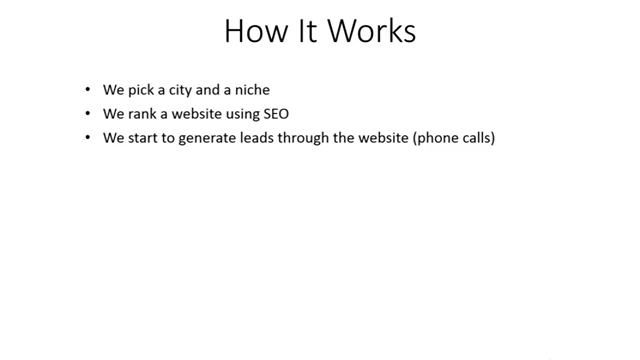 How It Works
• We pick a city and a niche
• We rank a website using SEO
• We start to generate leads through the website (phone calls)